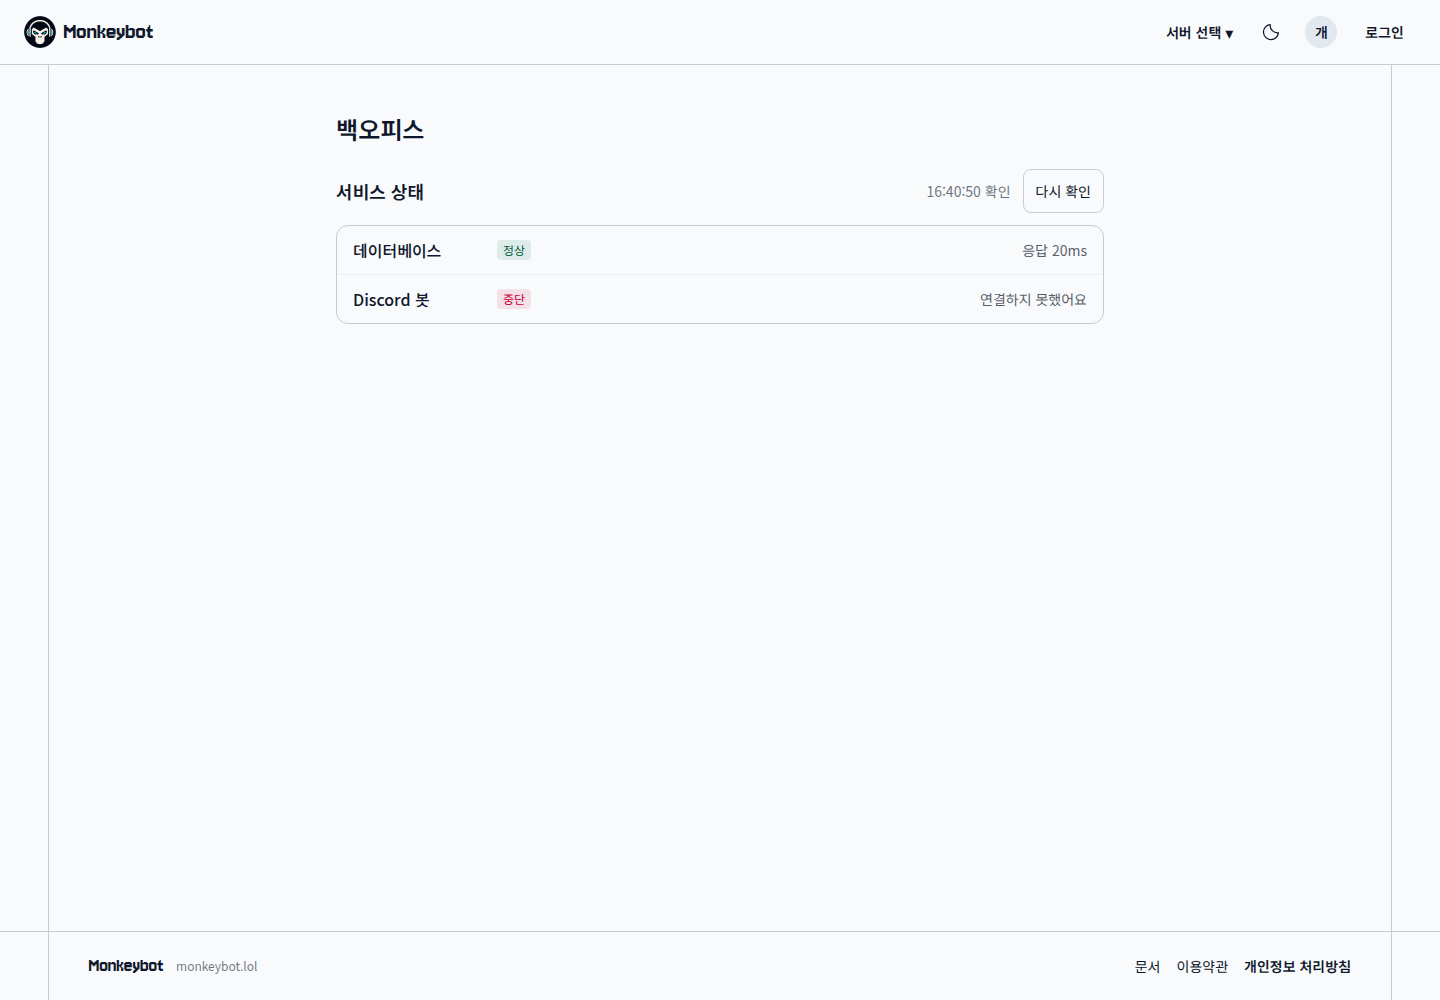 Monkeybot
서버 선택 ▾
개
로그인
백오피스
서비스 상태
16:40:50 확인
다시 확인
데이터베이스
정상
응답 20ms
Discord 봇
중단
연결하지 못했어요
Monkeybot
monkeybot.lol
문서
이용약관
개인정보 처리방침